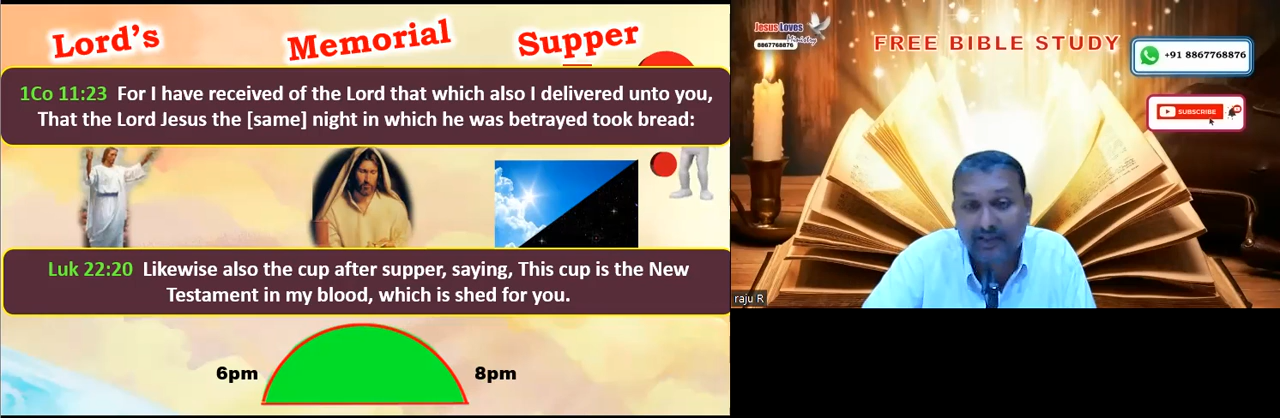 Lord's Memorial Supper
1Co 11:23 For I have received of the Lord that which also I delivered unto you,
That the Lord Jesus the [same] night in which he was betrayed took bread:
Luk 22:20 Likewise also the cup after supper, saying, This cup is the New
Testament in my blood, which is shed for you.
6pm
8pm
Jesus Loves
Ministry
8867768876
FREE BIBLE STUDY
+91 8867768876
SUBSCRIBE
raju R